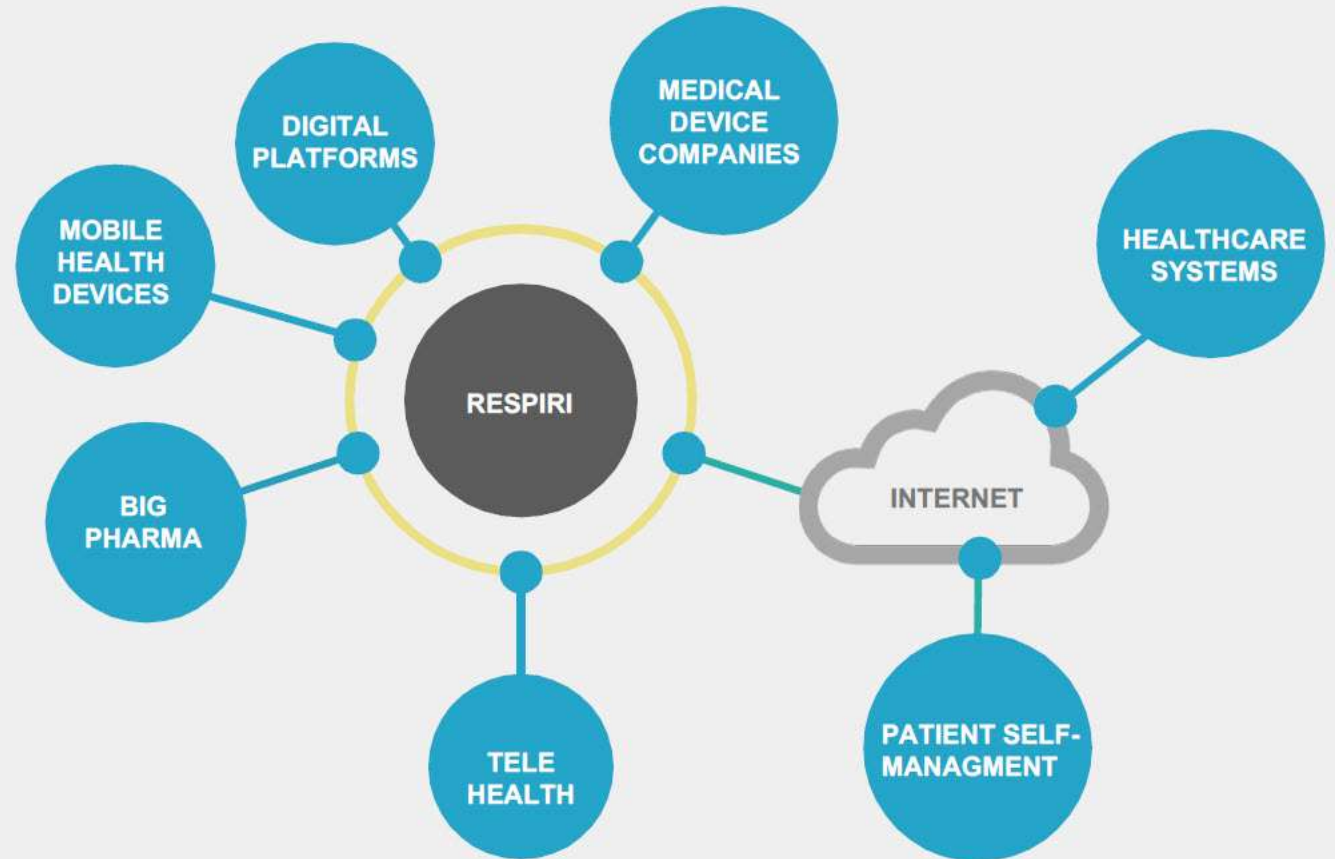 MEDICAL
DEVICE
COMPANIES
DIGITAL
PLATFORMS
MOBILE
HEALTH
DEVICES
HEALTHCARE
SYSTEMS
RESPIRI
INTERNET
BIG
PHARMA
TELE
HEALTH
PATIENT SELF-
MANAGMENT